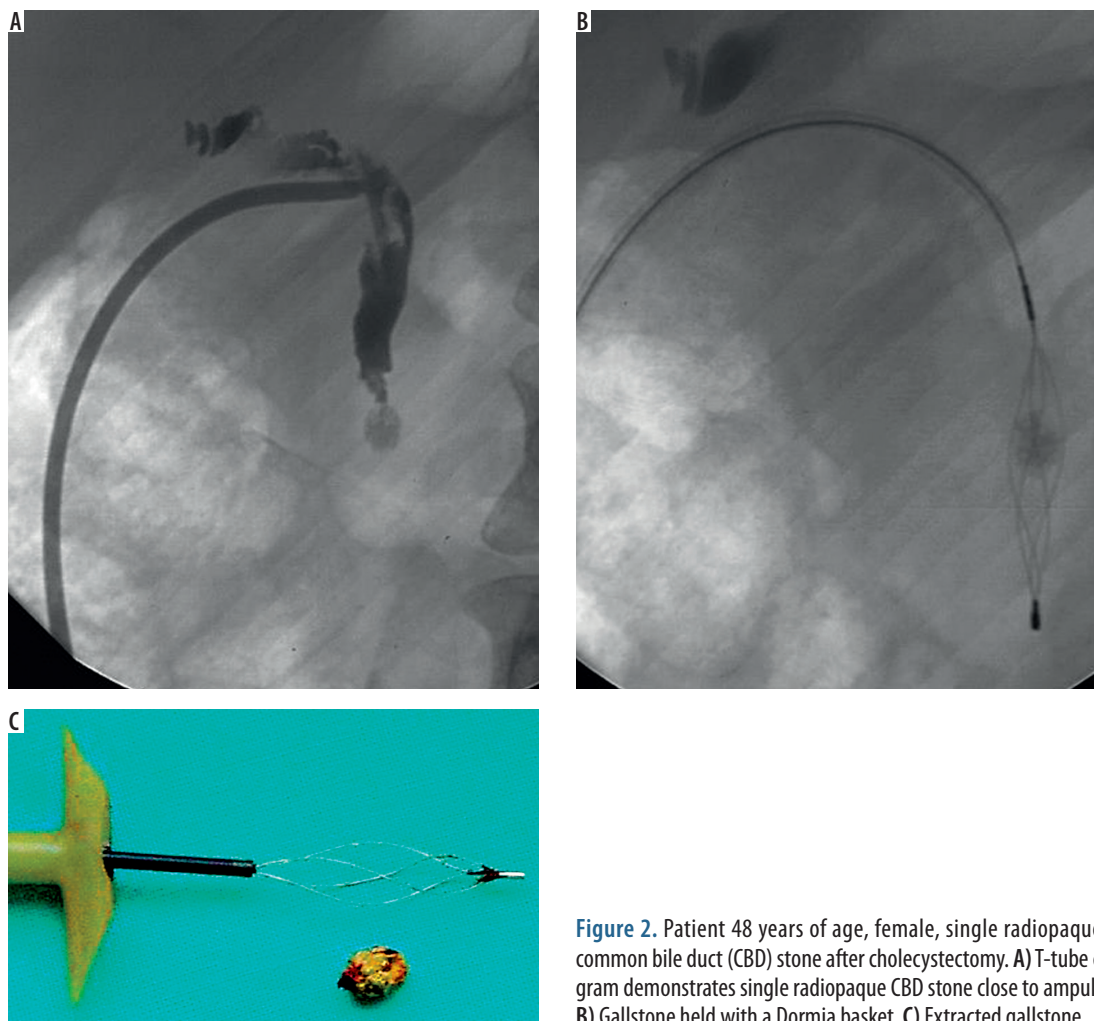 A
B
C
Figure 2. Patient 48 years of age, female, single radiopaqu
common bile duct (CBD) stone after cholecystectomy. A) T-tube
gram demonstrates single radiopaque CBD stone close to ampul
B) Gallstone held with a Dormia basket. C) Extracted gallstone